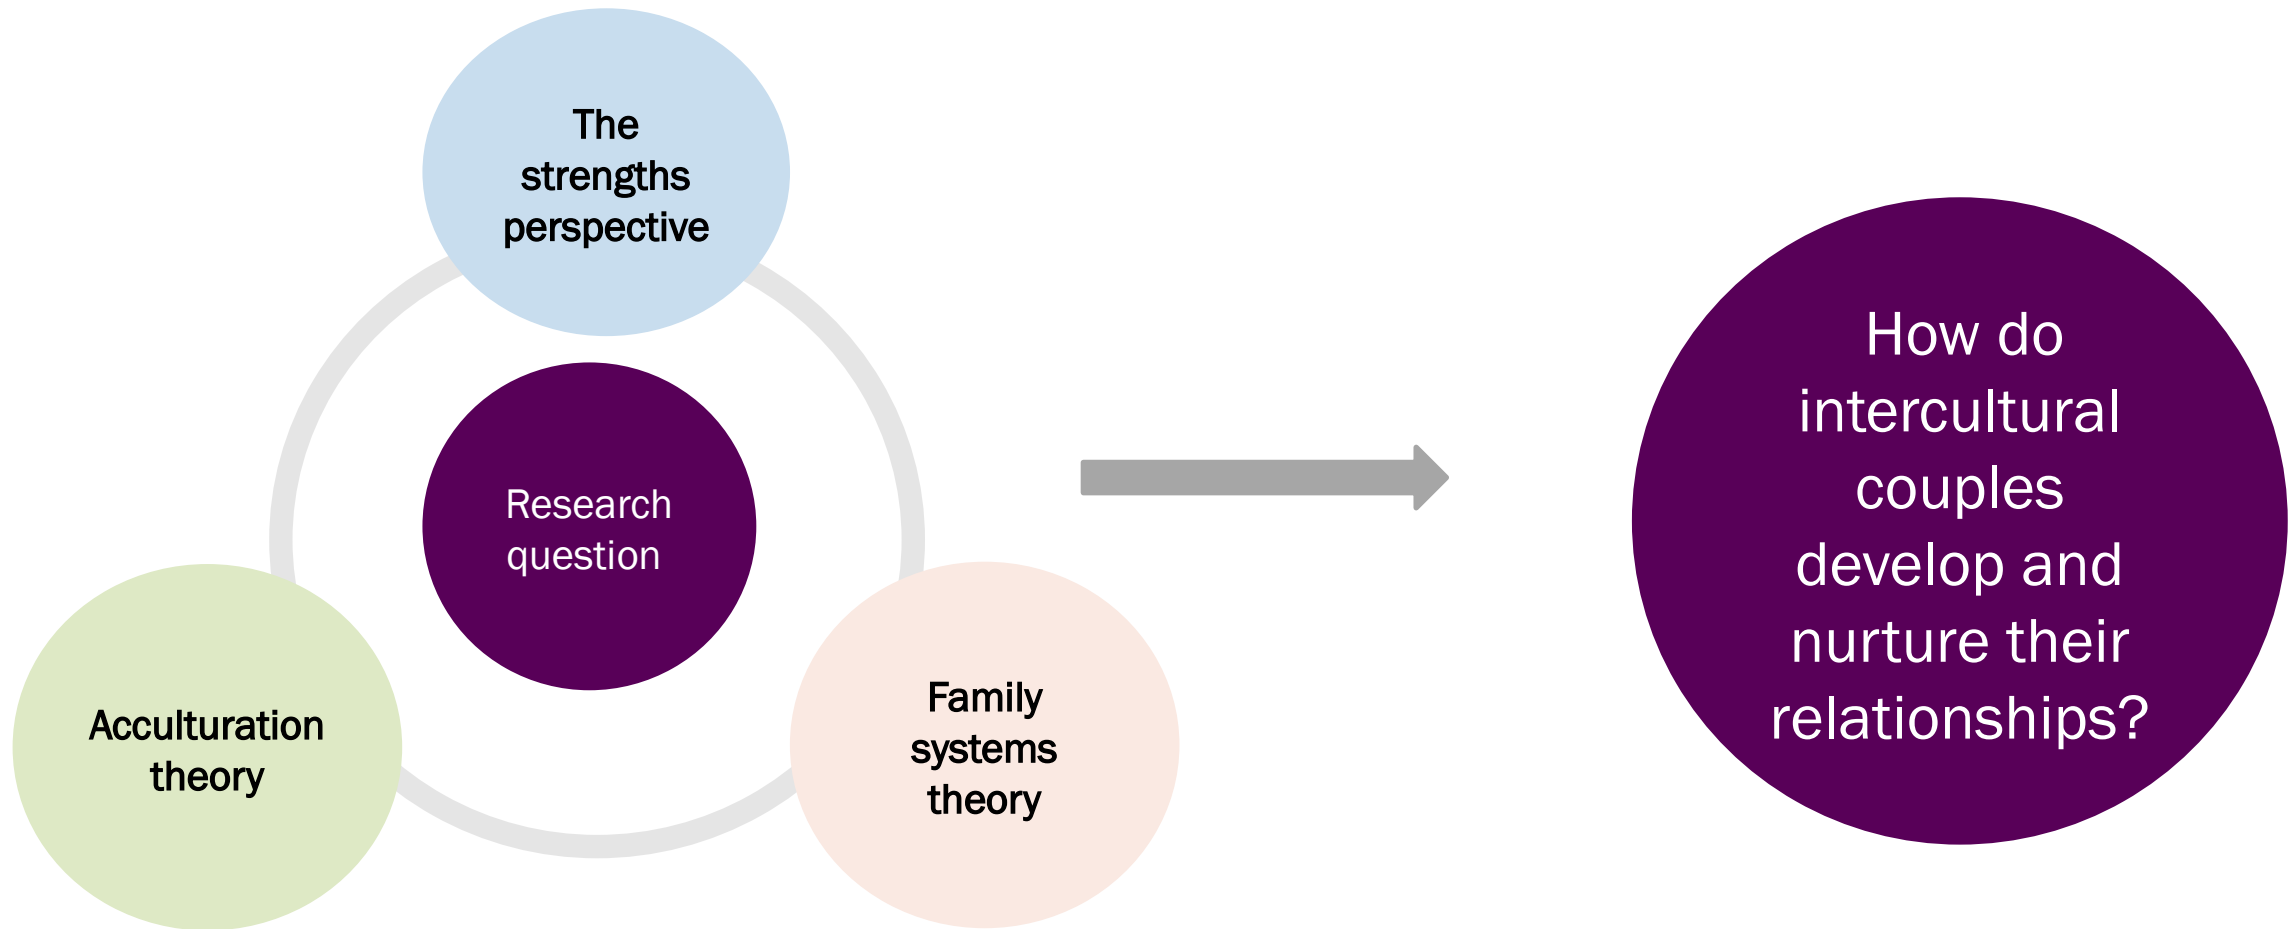 The
strengths
perspective
Research
question
Acculturation
theory
Family
systems
theory
How do
intercultural
couples
develop and
nurture their
relationships?